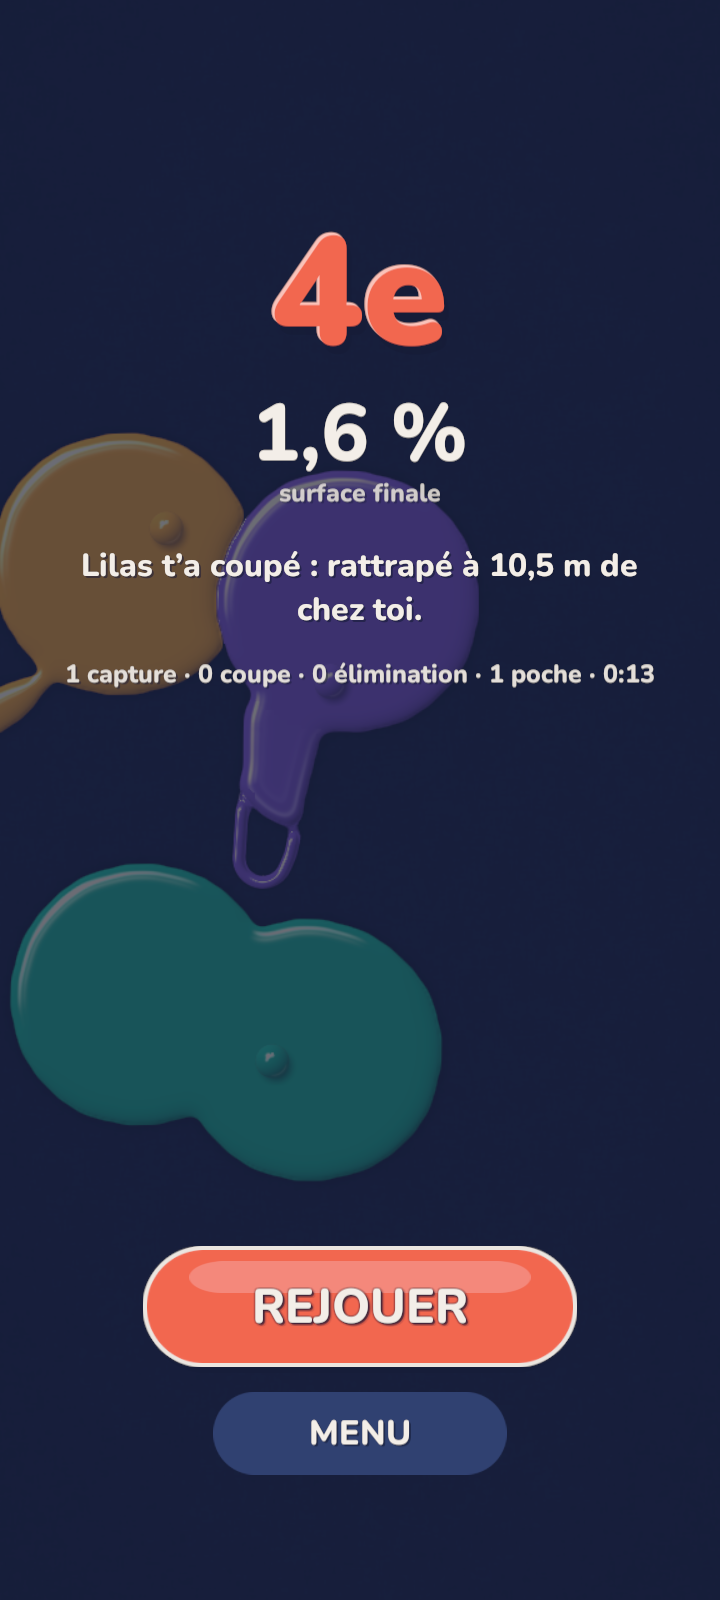 4e
1,6 %
surface finale
Lilas t’a coupé : rattrapé à 10,5 m de
chez toi.
1 capture · 0 coupe · 0 élimination · 1 poche · 0:13
REJOUER
MENU